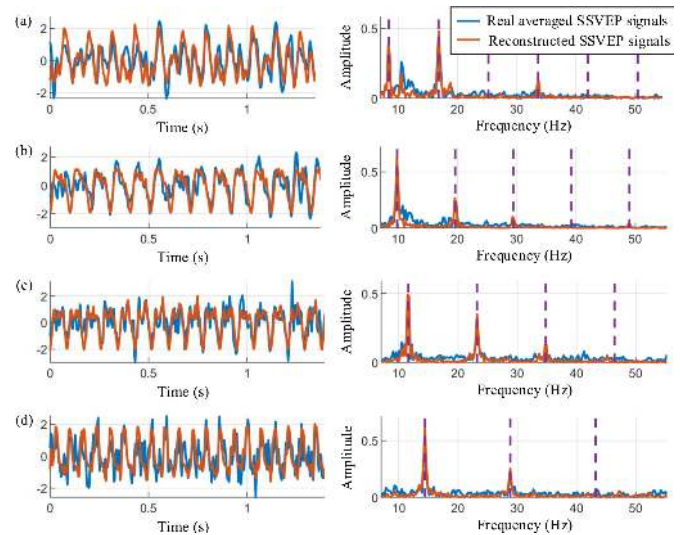 (a)
2
0
-2
0
0.5
1
Time (s)
Amplitude
0.5
0
10
20
30
40
50
Frequency (Hz)
Real averaged SSVEP signals
Reconstructed SSVEP signals
(b)
2
0
-2
0
0.5
1
Time (s)
Amplitude
0.5
0
10
20
30
40
50
Frequency (Hz)
(c)
2
0
-2
0
0.5
1
Time (s)
Amplitude
0.5
0
10
20
30
40
50
Frequency (Hz)
(d)
2
0
-2
0
0.5
1
Time (s)
Amplitude
0.5
0
10
20
30
40
50
Frequency (Hz)